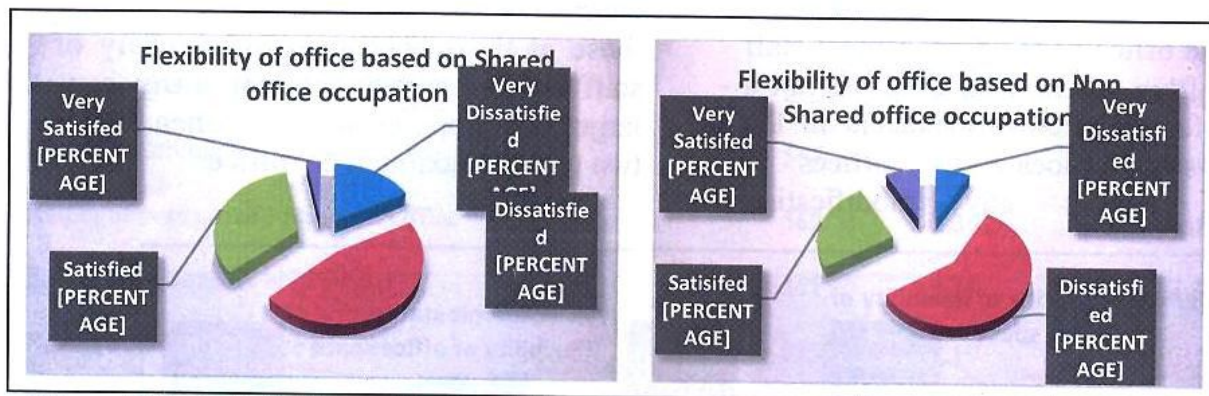 Flexibility of office based on Shared
office occupation
Very
Satisifed
[PERCENT
AGE]
Very
Dissatisfie
d
[PERCENT
AGE]
Dissatisfie
d
[PERCENT
AGE]
Satisfied
[PERCENT
AGE]
Flexibility of office based on Non
Shared office occupation
Very
Satisifed
[PERCENT
AGE]
Very
Dissatisfi
ed
[PERCENT
AGE]
Satisifed
[PERCENT
AGE]
Dissatisfi
ed
[PERCENT
AGE]